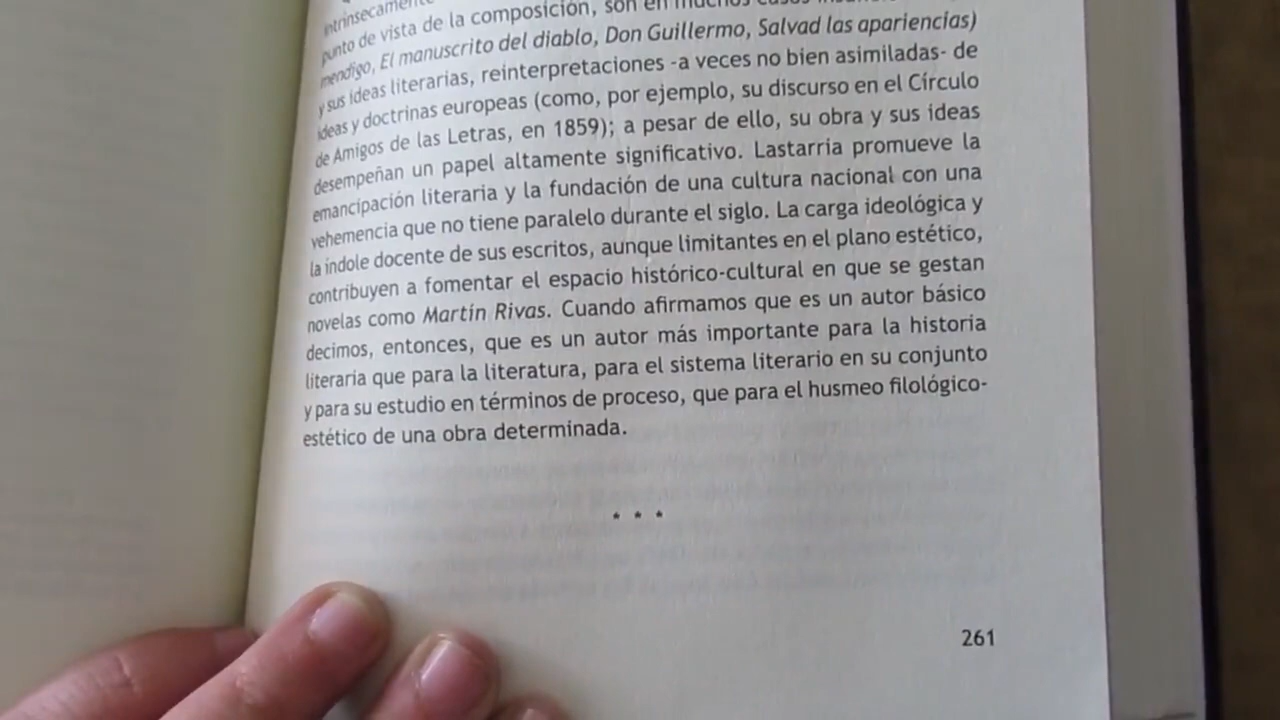 intrínsecamente
punto de vista de la composición, son en muchos casos
mendigo, El manuscrito del diablo, Don Guillermo, Salvad las apariencias)
y sus ideas literarias, reinterpretaciones -a veces no bien asimiladas- de
ideas y doctrinas europeas (como, por ejemplo, su discurso en el Círculo
de Amigos de las Letras, en 1859); a pesar de ello, su obra y sus ideas
desempeñan un papel altamente significativo. Lastarria promueve la
emancipación literaria y la fundación de una cultura nacional con una
vehemencia que no tiene paralelo durante el siglo. La carga ideológica y
la índole docente de sus escritos, aunque limitantes en el plano estético,
contribuyen a fomentar el espacio histórico-cultural en que se gestan
novelas como Martín Rivas. Cuando afirmamos que es un autor básico
decimos, entonces, que es un autor más importante para la historia
literaria que para la literatura, para el sistema literario en su conjunto
y para su estudio en términos de proceso, que para el husmeo filológico-
estético de una obra determinada.
* * *
261